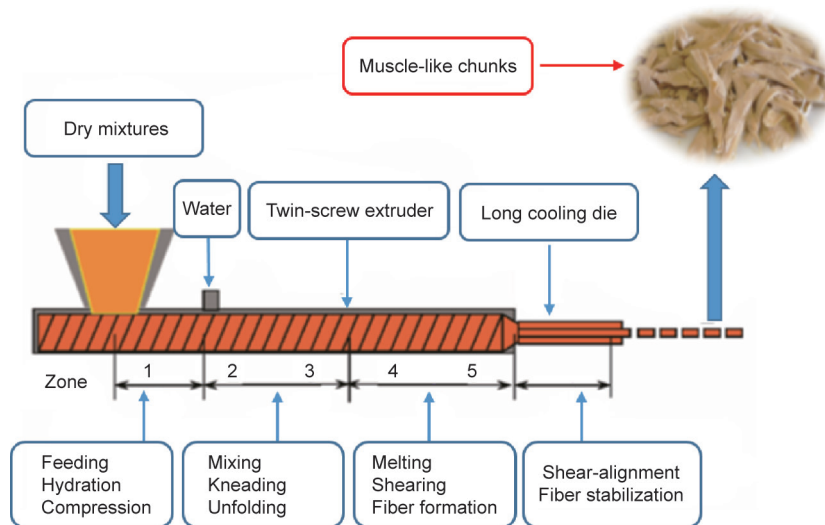 Muscle-like chunks
Dry mixtures
Water
Twin-screw extruder
Long cooling die
Zone
1
2
3
4
5
Feeding
Hydration
Compression
Mixing
Kneading
Unfolding
Melting
Shearing
Fiber formation
Shear-alignment
Fiber stabilization